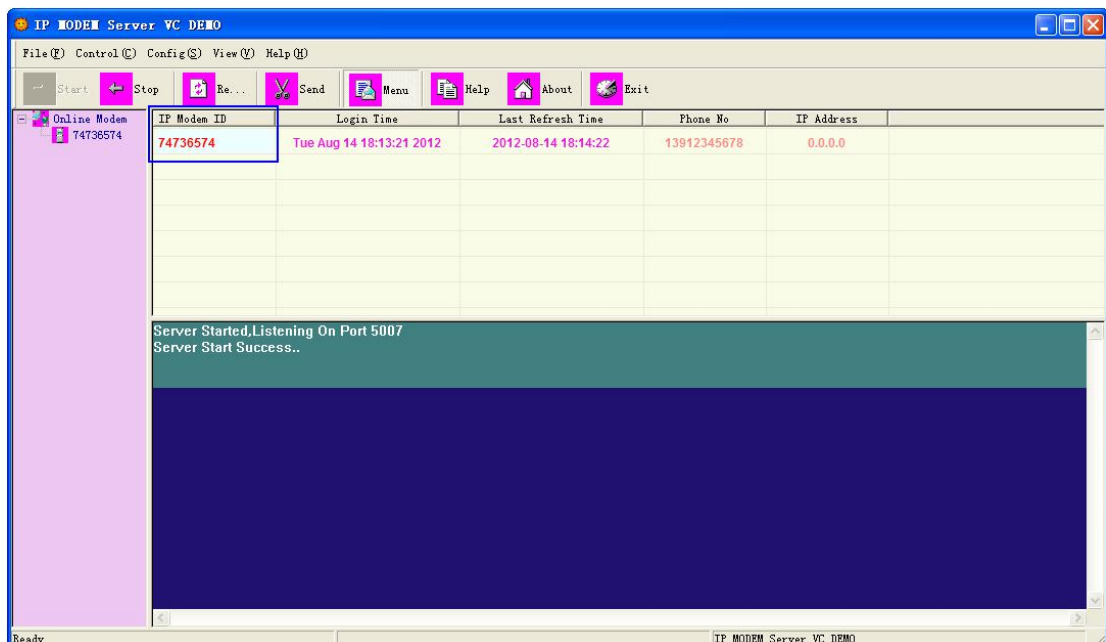 IP MODEM Server VC DEMO
File(F) Control(C) Config(S) View(V) Help(H)
Start Stop Re... Send Menu Help About Exit
Online Modem
74736574
IP Modem ID Login Time Last Refresh Time Phone No IP Address
74736574 Tue Aug 14 18:13:21 2012 2012-08-14 18:14:22 13912345678 0.0.0.0
Server Started,Listening On Port 5007
Server Start Success..
Ready IP MODEM Server VC DEMO